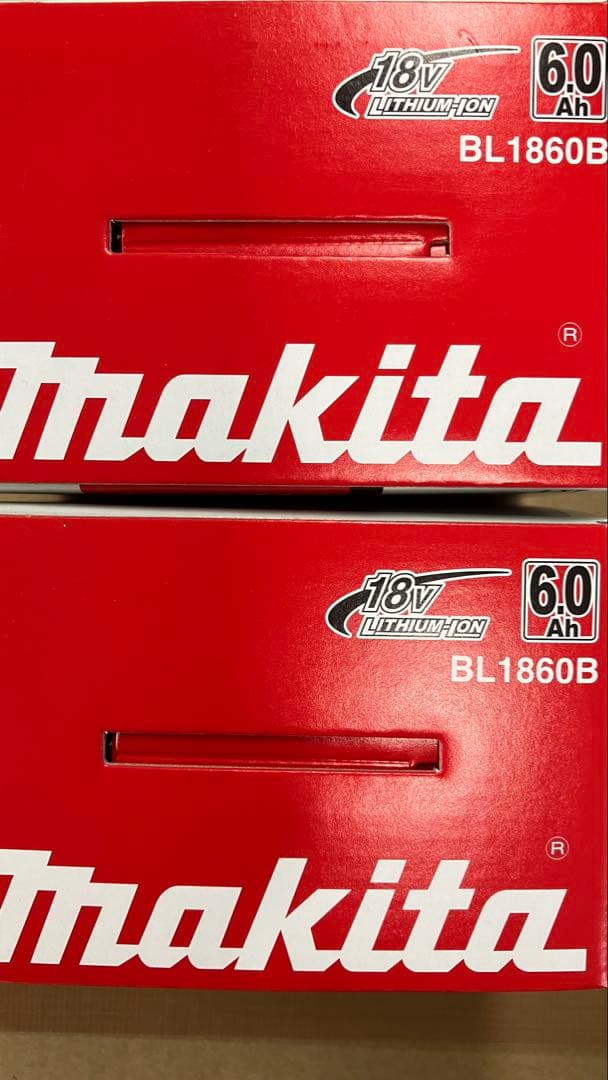 18V
LITHIUM-ION
6.0
Ah
BL1860B
®
makita
18V
LITHIUM-ION
6.0
Ah
BL1860B
®
makita